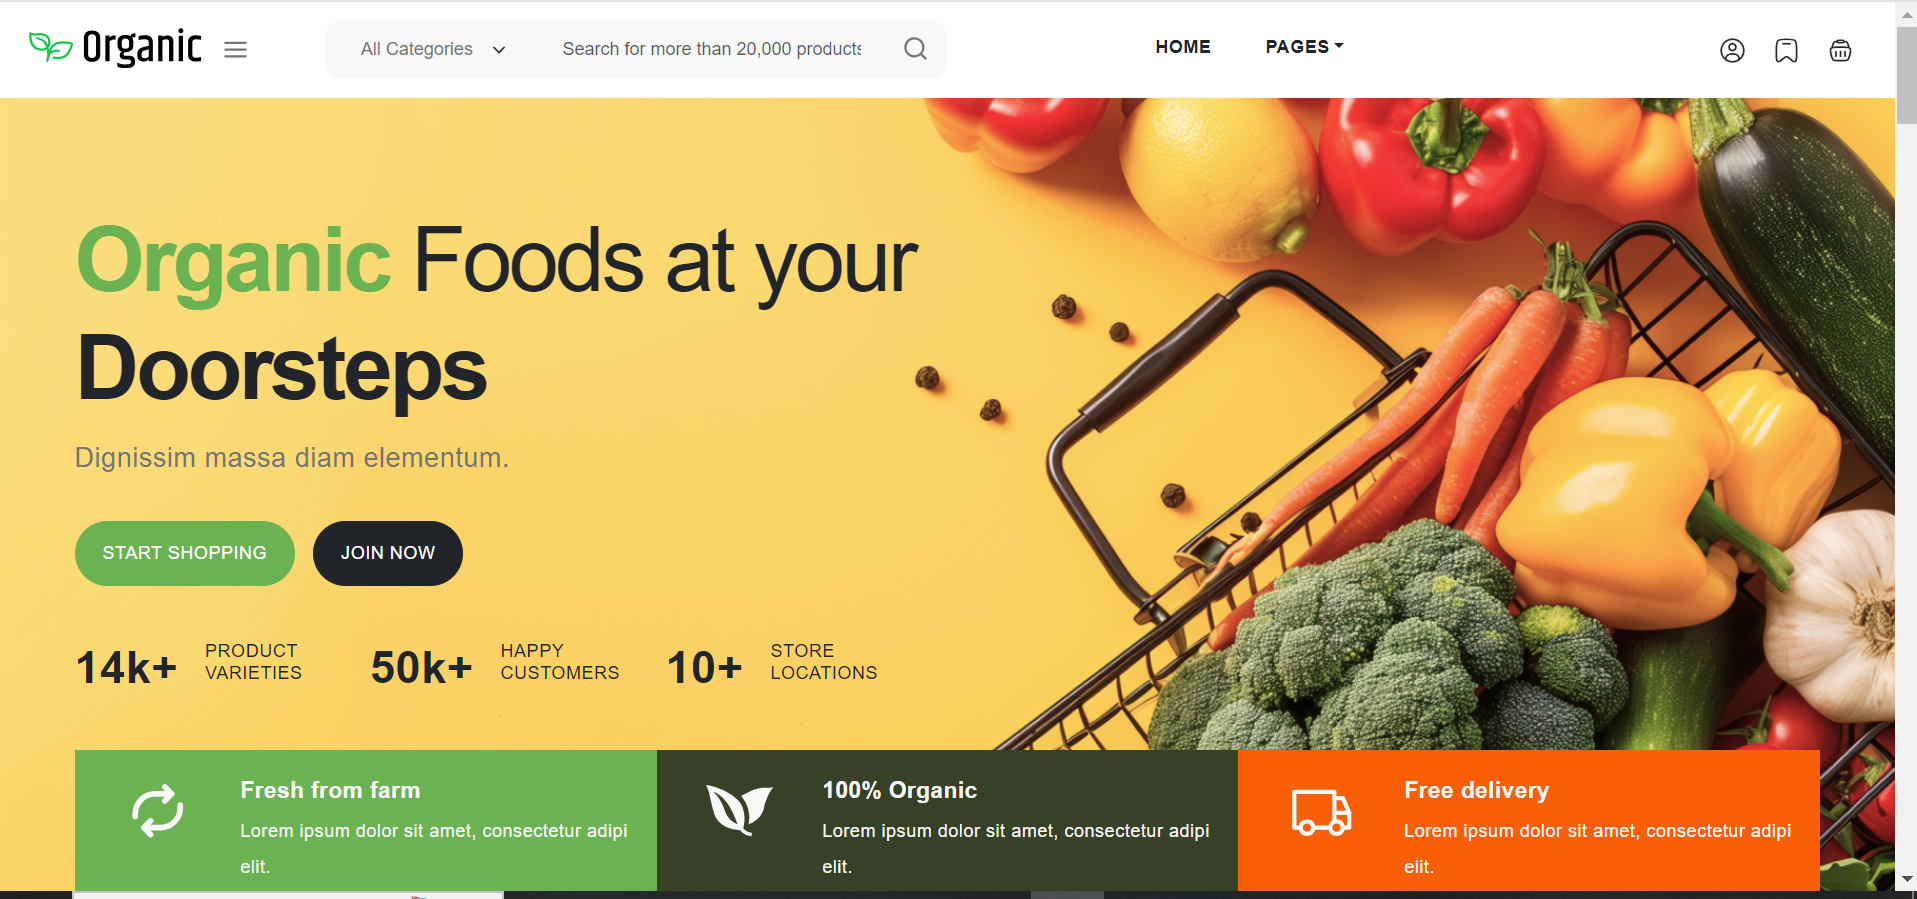 Organic
All Categories
Search for more than 20,000 products
HOME
PAGES
Organic Foods at your
Doorsteps
Dignissim massa diam elementum.
START SHOPPING
JOIN NOW
14k+
PRODUCT
VARIETIES
50k+
HAPPY
CUSTOMERS
10+
STORE
LOCATIONS
Fresh from farm
Lorem ipsum dolor sit amet, consectetur adipi
elit.
100% Organic
Lorem ipsum dolor sit amet, consectetur adipi
elit.
Free delivery
Lorem ipsum dolor sit amet, consectetur adipi
elit.